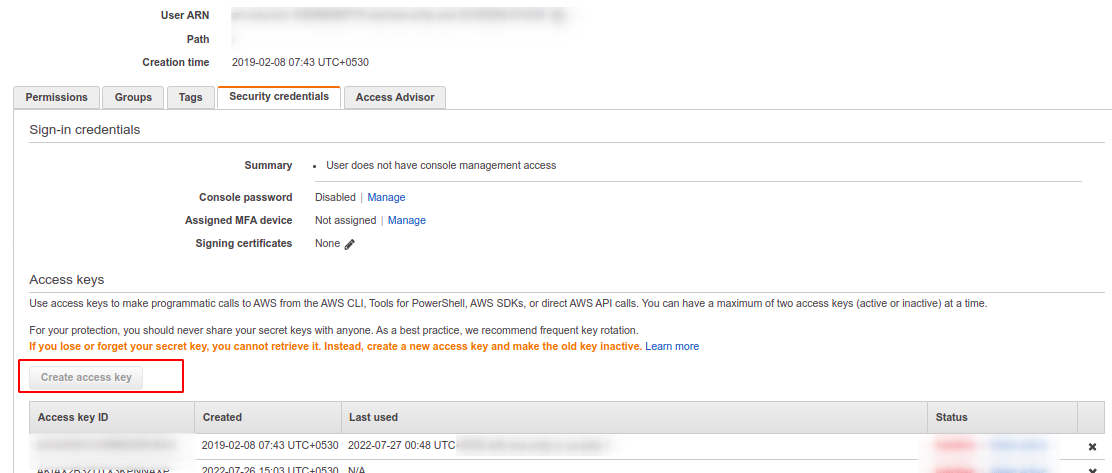 User ARN
Path
Creation time 2019-02-08 07:43 UTC+0530
Permissions Groups Tags Security credentials Access Advisor
Sign-in credentials
Summary • User does not have console management access
Console password Disabled | Manage
Assigned MFA device Not assigned | Manage
Signing certificates None
Access keys
Use access keys to make programmatic calls to AWS from the AWS CLI, Tools for PowerShell, AWS SDKs, or direct AWS API calls. You can have a maximum of two access keys (active or inactive) at a time.
For your protection, you should never share your secret keys with anyone. As a best practice, we recommend frequent key rotation.
If you lose or forget your secret key, you cannot retrieve it. Instead, create a new access key and make the old key inactive. Learn more
Create access key
Access key ID Created Last used Status
2019-02-08 07:43 UTC+0530 2022-07-27 00:48 UTC+
2022-07-26 15:03 UTC+0530 N/A